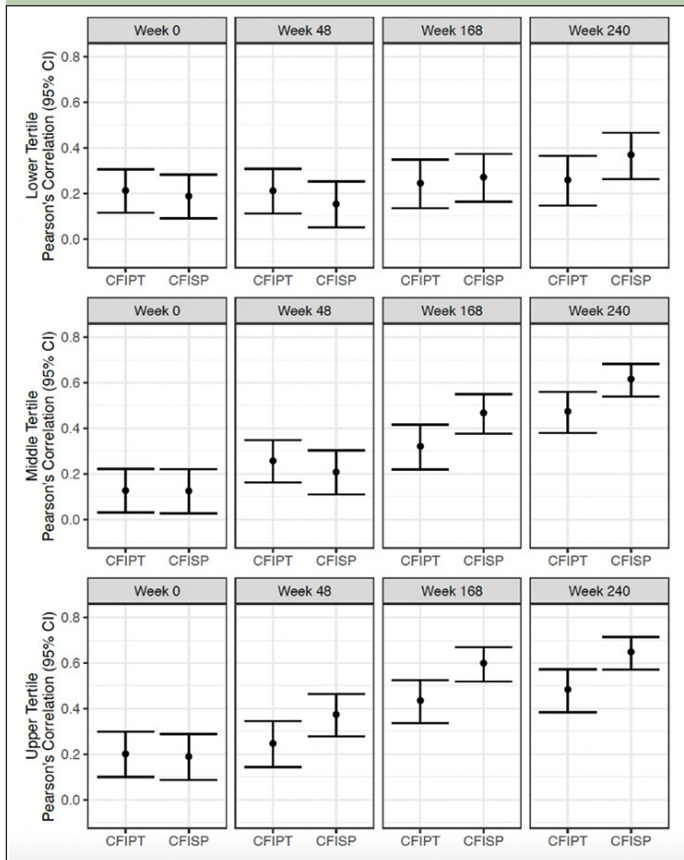 Week 0 Week 48 Week 168 Week 240
Lower Tertile
Pearson's Correlation (95% CI)
0.8
0.6
0.4
0.2
0.0
CFIPT CFISP CFIPT CFISP CFIPT CFISP CFIPT CFISP
Week 0 Week 48 Week 168 Week 240
Middle Tertile
Pearson's Correlation (95% CI)
0.8
0.6
0.4
0.2
0.0
CFIPT CFISP CFIPT CFISP CFIPT CFISP CFIPT CFISP
Week 0 Week 48 Week 168 Week 240
Upper Tertile
Pearson's Correlation (95% CI)
0.8
0.6
0.4
0.2
0.0
CFIPT CFISP CFIPT CFISP CFIPT CFISP CFIPT CFISP